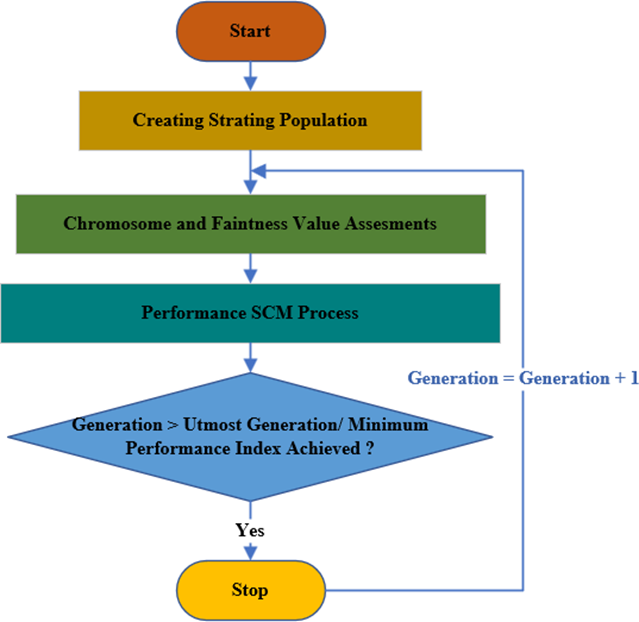 Start
Creating Strating Population
Chromosome and Faintness Value Assesments
Performance SCM Process
Generation = Generation + 1
Generation > Utmost Generation/ Minimum
Performance Index Achieved ?
Yes
Stop